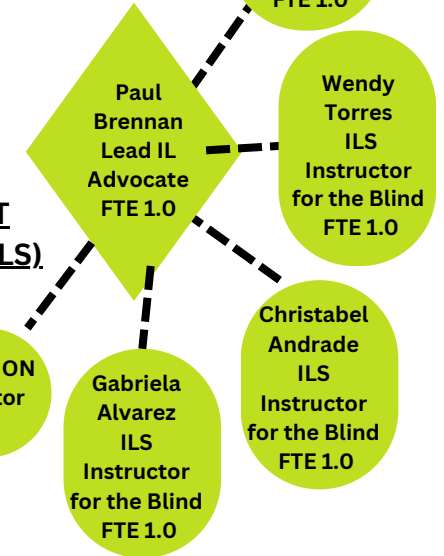 FTE 1.0
Paul
Brennan
Lead IL
Advocate
FTE 1.0
Wendy
Torres
ILS
Instructor
for the Blind
FTE 1.0
LS)
Christabel
Andrade
ILS
Instructor
for the Blind
FTE 1.0
ON
tor
Gabriela
Alvarez
ILS
Instructor
for the Blind
FTE 1.0